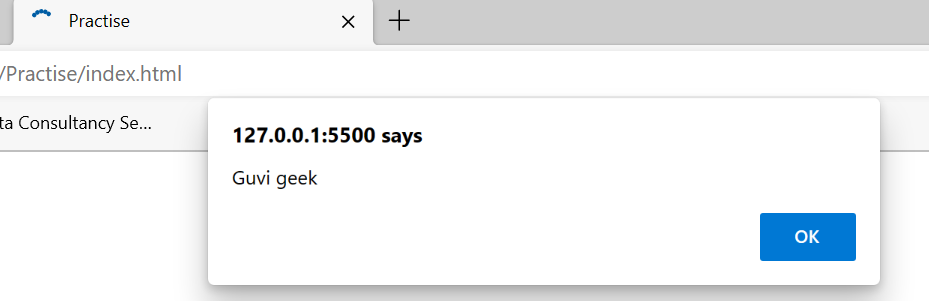 Practise
/Practise/index.html
ta Consultancy Se...
127.0.0.1:5500 says
Guvi geek
OK